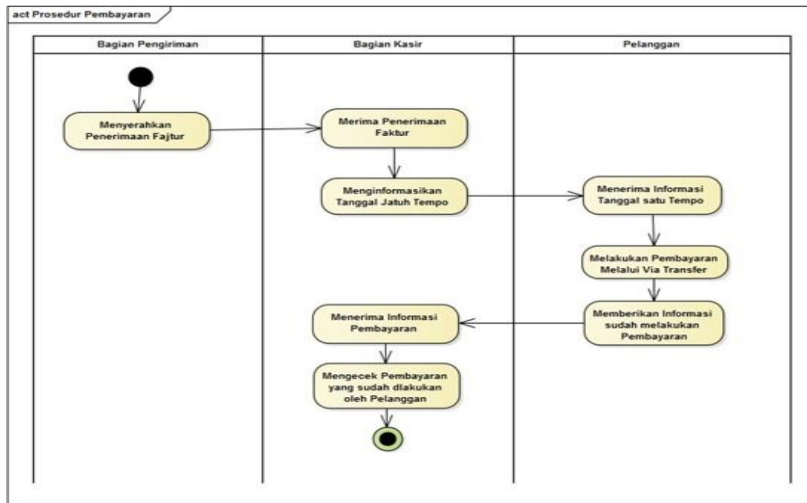 act Prosedur Pembayaran
Bagian Pengiriman
Bagian Kasir
Pelanggan
Menyerahkan
Penerimaan Fajtur
Merima Penerimaan
Faktur
Menginformasikan
Tanggal Jatuh Tempo
Menerima Informasi
Tanggal satu Tempo
Melakukan Pembayaran
Melalui Via Transfer
Memberikan Informasi
sudah melakukan
Pembayaran
Menerima Informasi
Pembayaran
Mengecek Pembayaran
yang sudah dlakukan
oleh Pelanggan